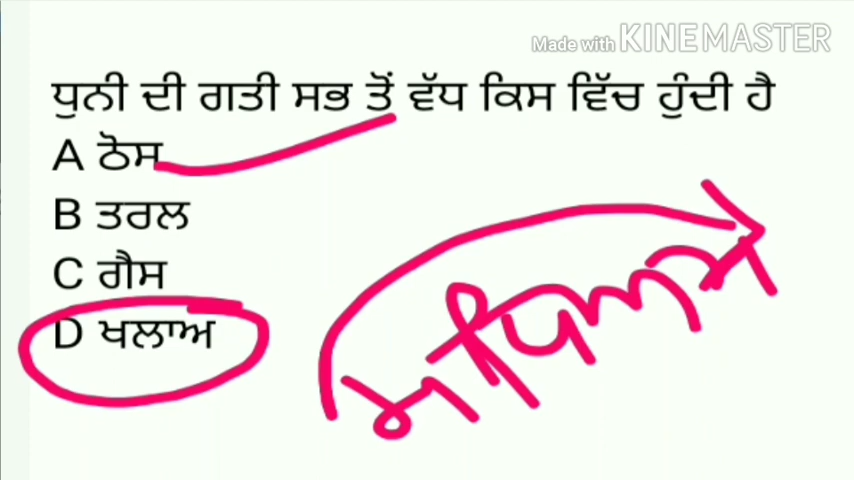 Made with KINEMASTER
ਧੁਨੀ ਦੀ ਗਤੀ ਸਭ ਤੋਂ ਵੱਧ ਕਿਸ ਵਿੱਚ ਹੁੰਦੀ ਹੈ
A ਠੋਸ
B ਤਰਲ
C ਗੈਸ
D ਖਲਾਅ